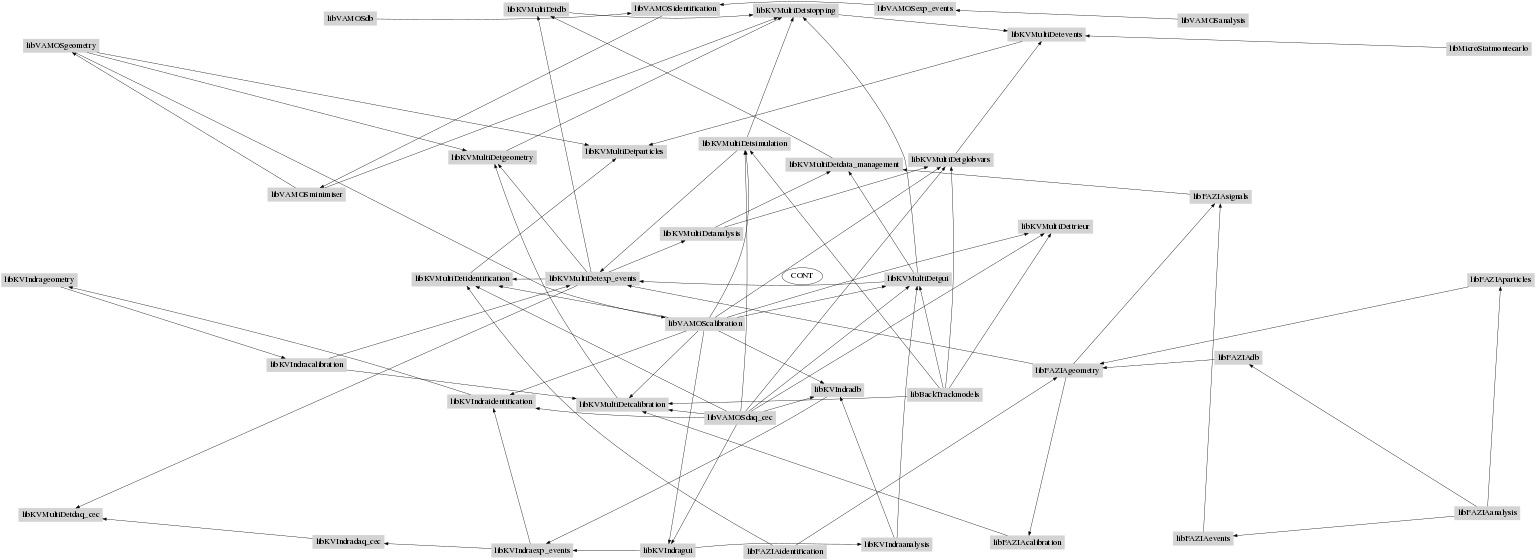 libVAMOSdb
libKVMultiDetdb
libVAMOSidentification
libKVMultiDetstopping
libVAMOSexp_events
libVAMOSanalysis
libVAMOSgeometry
libKVMultiDetevents
libMicroStatmontecarlo
libKVMultiDetsimulation
libKVMultiDetgeometry
libKVMultiDetparticles
libKVMultiDetdata_management
libKVMultiDetglobvars
libVAMOSminimiser
libFAZIAsignals
libKVMultiDetanalysis
libKVMultiDettrieur
libKVIndrageometry
libKVMultiDetidentification
libKVMultiDetexp_events
CONT
libKVMultiDetgui
libFAZIAparticles
libVAMOScalibration
libKVIndracalibration
libFAZIAgeometry
libFAZIAdb
libKVIndraidentification
libKVMultiDetcalibration
libVAMOSdaq_cec
libKVIndradb
libBackTrackmodels
libKVMultiDetdaq_cec
libFAZIAanalysis
libKVIndradaq_cec
libKVIndraexp_events
libKVIndragui
libFAZIAidentification
libKVIndraanalysis
libFAZIAcalibration
libFAZIAevents